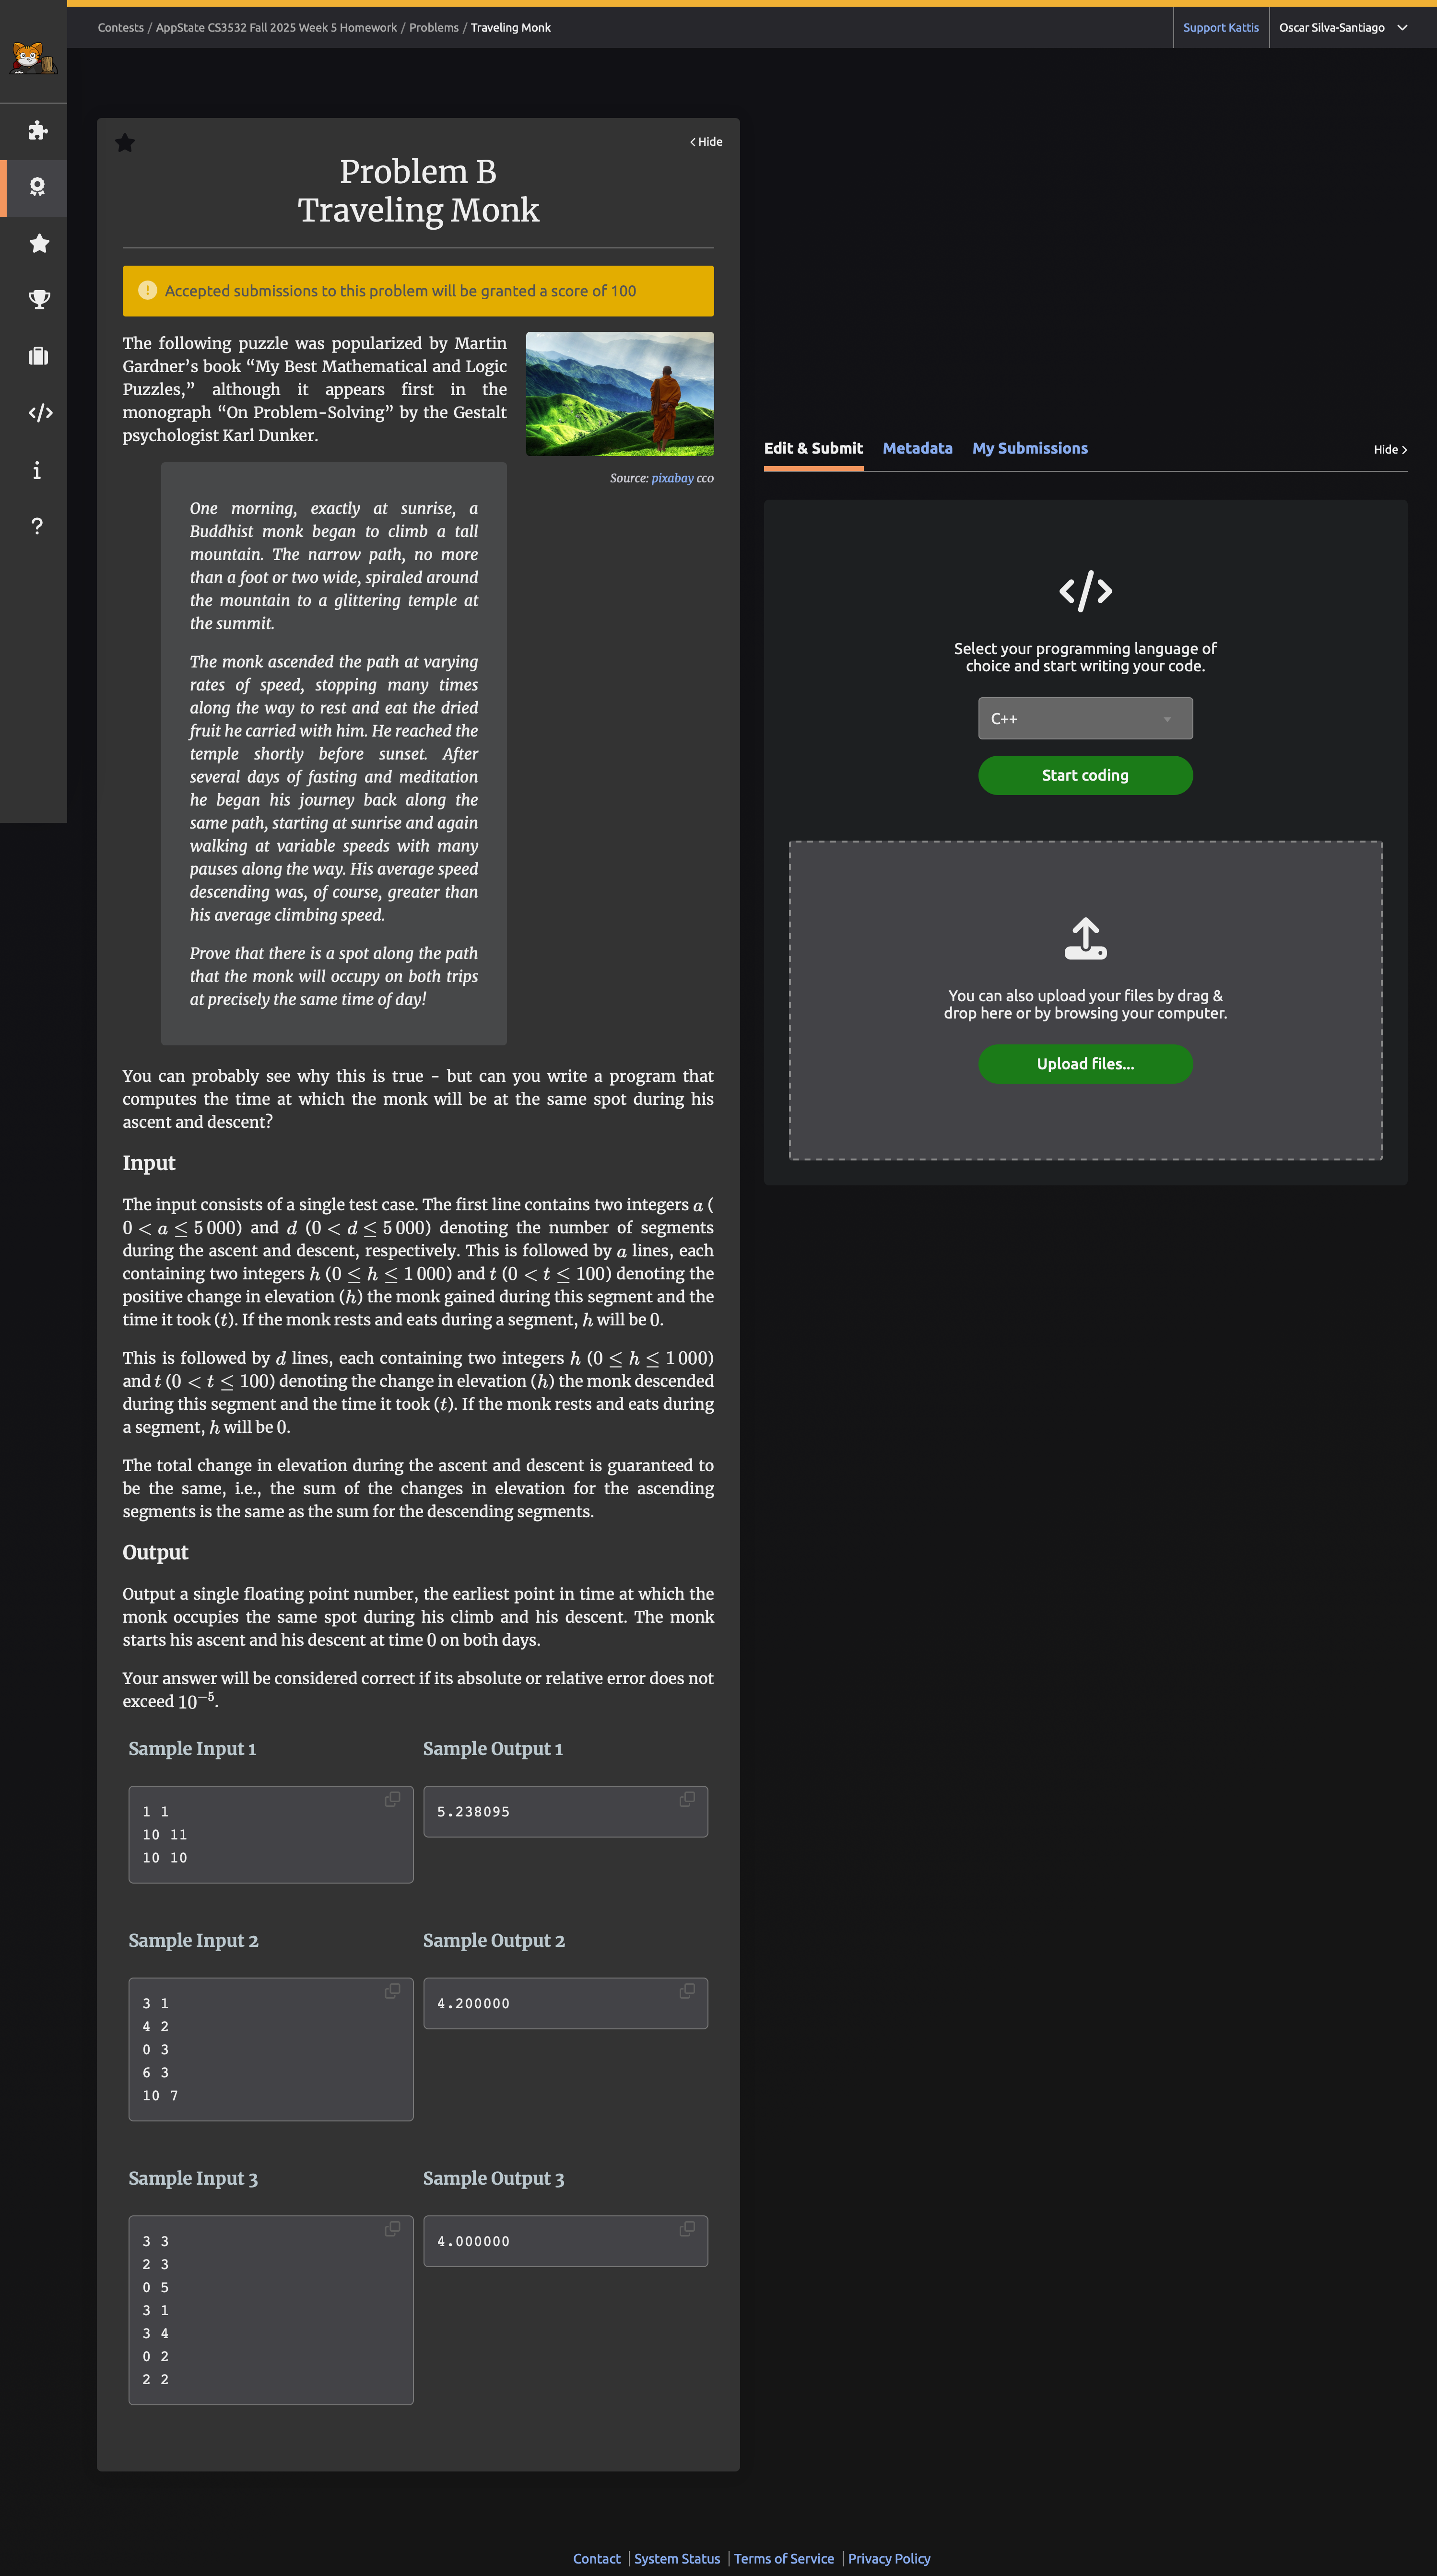 Contests / AppState CS3532 Fall 2025 Week 5 Homework / Problems / Traveling Monk
Support Kattis
Oscar Silva-Santiago
Hide
Problem B
Traveling Monk
Accepted submissions to this problem will be granted a score of 100
The following puzzle was popularized by Martin
Gardner’s book “My Best Mathematical and Logic
Puzzles,” although it appears first in the
monograph “On Problem-Solving” by the Gestalt
psychologist Karl Dunker.
Source: pixabay cc0
One morning, exactly at sunrise, a
Buddhist monk began to climb a tall
mountain. The narrow path, no more
than a foot or two wide, spiraled around
the mountain to a glittering temple at
the summit.
The monk ascended the path at varying
rates of speed, stopping many times
along the way to rest and eat the dried
fruit he carried with him. He reached the
temple shortly before sunset. After
several days of fasting and meditation
he began his journey back along the
same path, starting at sunrise and again
walking at variable speeds with many
pauses along the way. His average speed
descending was, of course, greater than
his average climbing speed.
Prove that there is a spot along the path
that the monk will occupy on both trips
at precisely the same time of day!
You can probably see why this is true - but can you write a program that
computes the time at which the monk will be at the same spot during his
ascent and descent?
Input
The input consists of a single test case. The first line contains two integers a (
0 < a ≤ 5 000) and d (0 < d ≤ 5 000) denoting the number of segments
during the ascent and descent, respectively. This is followed by a lines, each
containing two integers h (0 ≤ h ≤ 1 000) and t (0 < t ≤ 100) denoting the
positive change in elevation (h) the monk gained during this segment and the
time it took (t). If the monk rests and eats during a segment, h will be 0.
This is followed by d lines, each containing two integers h (0 ≤ h ≤ 1 000)
and t (0 < t ≤ 100) denoting the change in elevation (h) the monk descended
during this segment and the time it took (t). If the monk rests and eats during
a segment, h will be 0.
The total change in elevation during the ascent and descent is guaranteed to
be the same, i.e., the sum of the changes in elevation for the ascending
segments is the same as the sum for the descending segments.
Output
Output a single floating point number, the earliest point in time at which the
monk occupies the same spot during his climb and his descent. The monk
starts his ascent and his descent at time 0 on both days.
Your answer will be considered correct if its absolute or relative error does not
exceed 10⁻⁵.
Sample Input 1
Sample Output 1
1 1
10 11
10 10
5.238095
Sample Input 2
Sample Output 2
3 1
4 2
0 3
6 3
10 7
4.200000
Sample Input 3
Sample Output 3
3 3
2 3
0 5
3 1
3 4
0 2
2 2
4.000000
Edit & Submit
Metadata
My Submissions
Hide
Select your programming language of
choice and start writing your code.
C++
Start coding
You can also upload your files by drag &
drop here or by browsing your computer.
Upload files...
Contact | System Status | Terms of Service | Privacy Policy